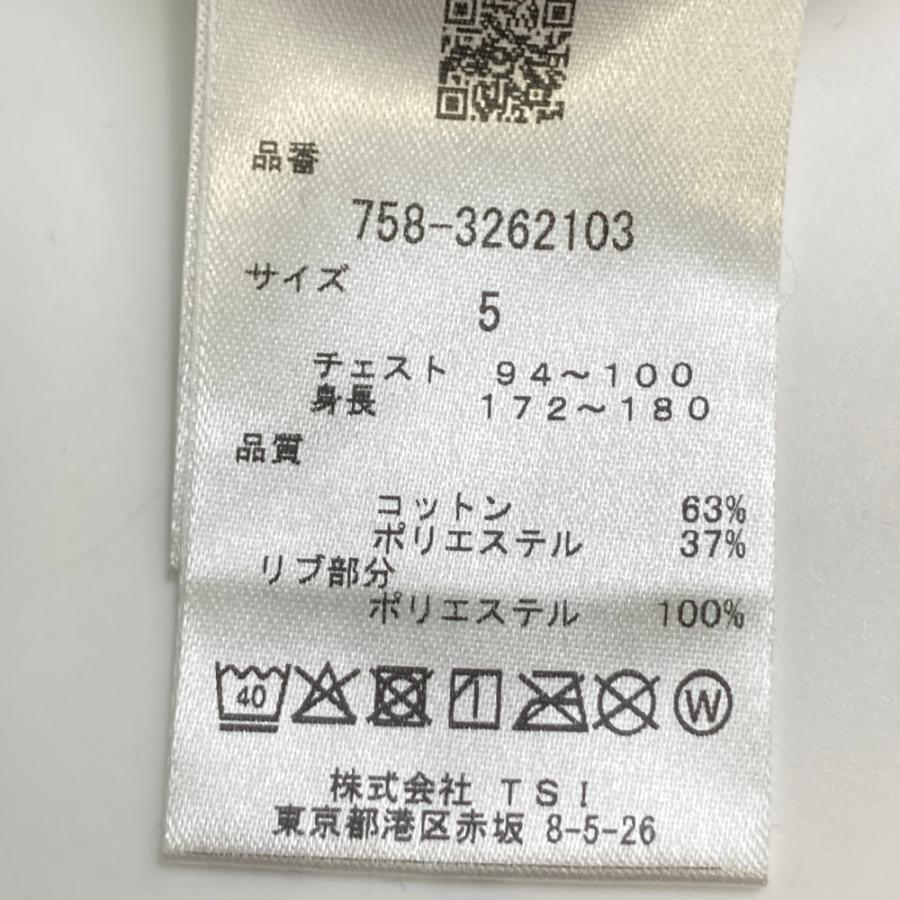 品番
758-3262103
サイズ
5
チェスト 94～100
身長 172～180
品質
コットン 63%
ポリエステル 37%
リブ部分
ポリエステル 100%
40
W
株式会社 TSI
東京都港区赤坂 8-5-26